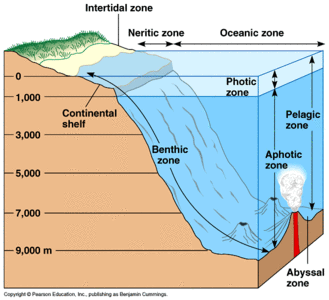 Intertidal zone
Neritic zone
Oceanic zone
0
Photic
zone
1,000
Continental
shelf
Pelagic
zone
3,000
Benthic
zone
Aphotic
zone
5,000
7,000
9,000 m
Abyssal
zone
Copyright © Pearson Education, Inc., publishing as Benjamin Cummings.